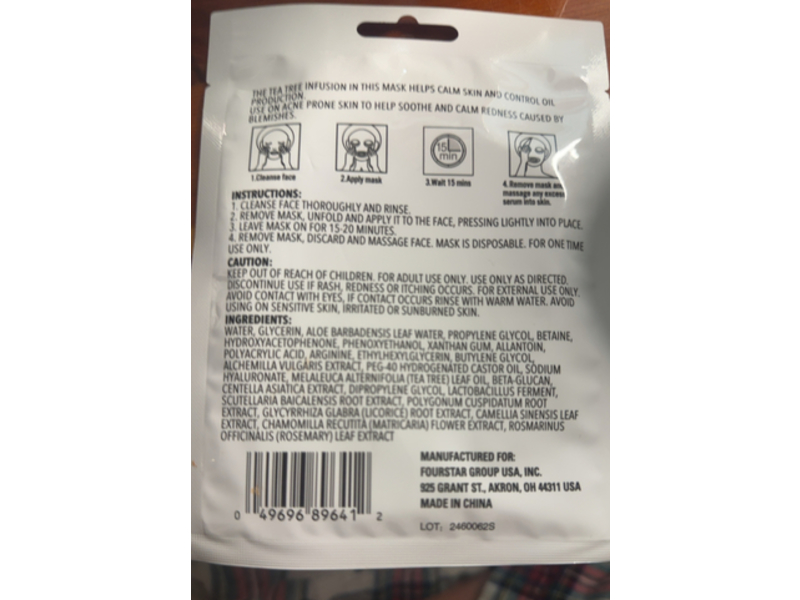 THE TEA TREE INFUSION IN THIS MASK HELPS CALM SKIN AND CONTROL OIL
PRODUCTION.
USE ON ACNE PRONE SKIN TO HELP SOOTHE AND CALM REDNESS CAUSED BY
BLEMISHES.
15
min
1.Cleanse face
2.Apply mask
3.Wait 15 mins
4. Remove mask and
massage any excess
serum into skin.
INSTRUCTIONS:
1. CLEANSE FACE THOROUGHLY AND RINSE.
2. REMOVE MASK, UNFOLD AND APPLY IT TO THE FACE, PRESSING LIGHTLY INTO PLACE.
3. LEAVE MASK ON FOR 15-20 MINUTES.
4. REMOVE MASK, DISCARD AND MASSAGE FACE. MASK IS DISPOSABLE. FOR ONE TIME
USE ONLY.
CAUTION:
KEEP OUT OF REACH OF CHILDREN. FOR ADULT USE ONLY. USE ONLY AS DIRECTED.
DISCONTINUE USE IF RASH, REDNESS OR ITCHING OCCURS. FOR EXTERNAL USE ONLY.
AVOID CONTACT WITH EYES, IF CONTACT OCCURS RINSE WITH WARM WATER. AVOID
USING ON SENSITIVE SKIN, IRRITATED OR SUNBURNED SKIN.
INGREDIENTS:
WATER, GLYCERIN, ALOE BARBADENSIS LEAF WATER, PROPYLENE GLYCOL, BETAINE,
HYDROXYACETOPHENONE, PHENOXYETHANOL, XANTHAN GUM, ALLANTOIN,
POLYACRYLIC ACID, ARGININE, ETHYLHEXYLGLYCERIN, BUTYLENE GLYCOL,
ALCHEMILLA VULGARIS EXTRACT, PEG-40 HYDROGENATED CASTOR OIL, SODIUM
HYALURONATE, MELALEUCA ALTERNIFOLIA (TEA TREE) LEAF OIL, BETA-GLUCAN,
CENTELLA ASIATICA EXTRACT, DIPROPYLENE GLYCOL, LACTOBACILLUS FERMENT,
SCUTELLARIA BAICALENSIS ROOT EXTRACT, POLYGONUM CUSPIDATUM ROOT
EXTRACT, GLYCYRRHIZA GLABRA (LICORICE) ROOT EXTRACT, CAMELLIA SINENSIS LEAF
EXTRACT, CHAMOMILLA RECUTITA (MATRICARIA) FLOWER EXTRACT, ROSMARINUS
OFFICINALIS (ROSEMARY) LEAF EXTRACT
0 49696 89641 2
MANUFACTURED FOR:
FOURSTAR GROUP USA, INC.
925 GRANT ST., AKRON, OH 44311 USA
MADE IN CHINA
LOT: 2460062S